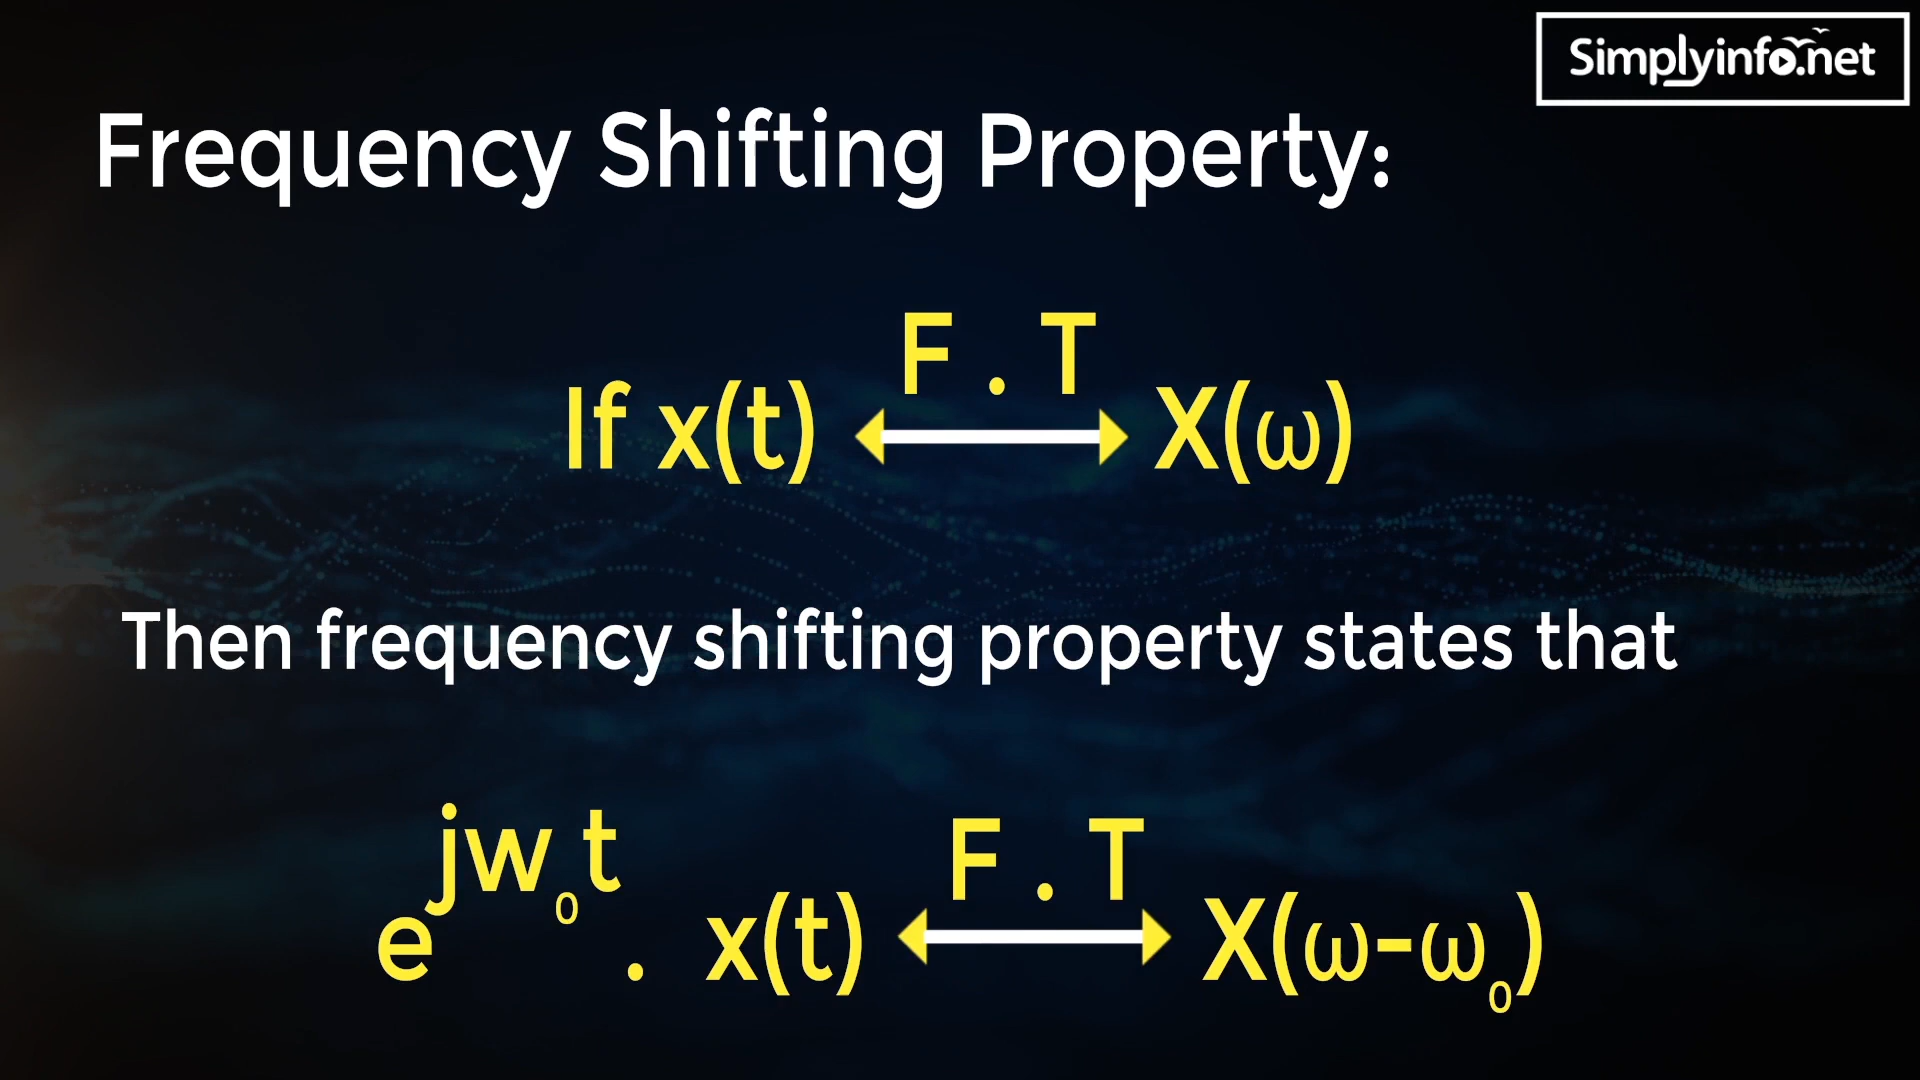 Simplyinfo.net
Frequency Shifting Property:
If x(t) F . T X(ω)
Then frequency shifting property states that
e^jw₀t . x(t) F . T X(ω-ω₀)